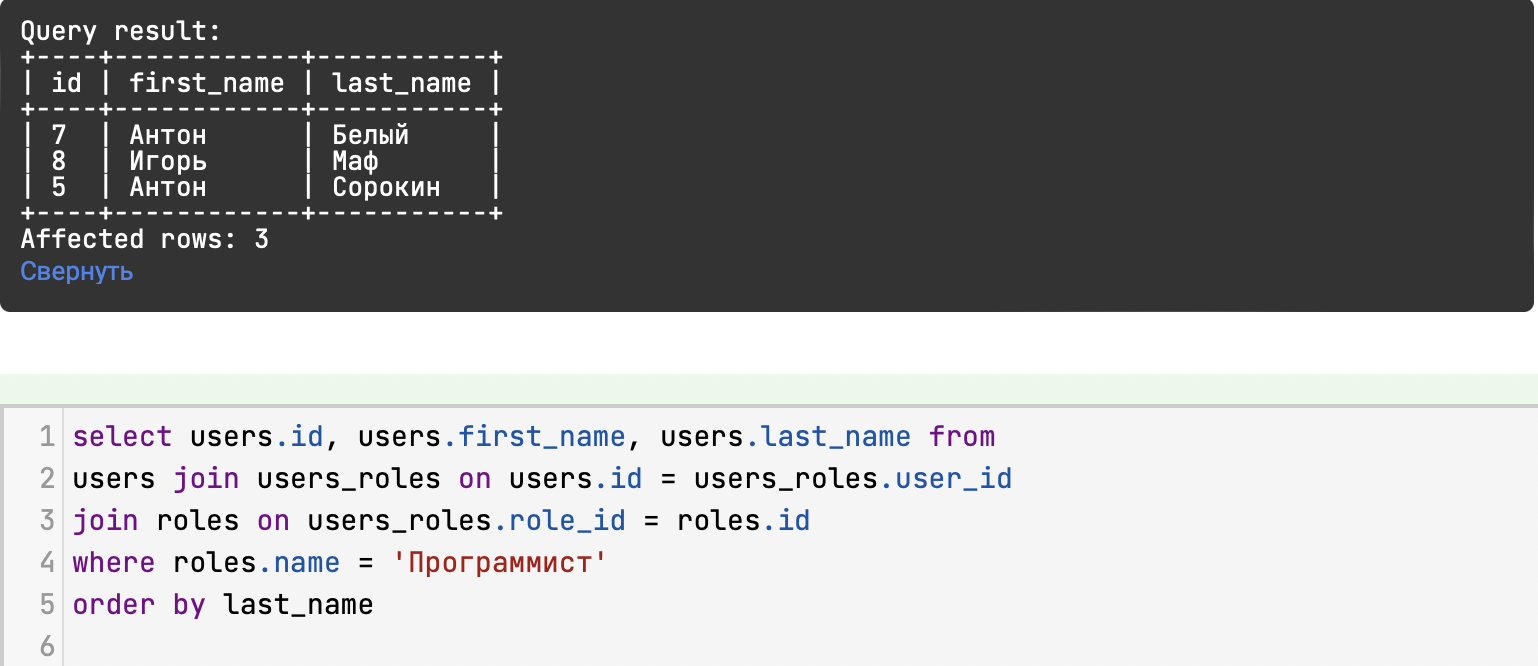 Query result:
+----+------------+-----------+
| id | first_name | last_name |
+----+------------+-----------+
| 7  | Антон      | Белый     |
| 8  | Игорь      | Маф       |
| 5  | Антон      | Сорокин   |
+----+------------+-----------+
Affected rows: 3
Свернуть
1 select users.id, users.first_name, users.last_name from
2 users join users_roles on users.id = users_roles.user_id
3 join roles on users_roles.role_id = roles.id
4 where roles.name = 'Программист'
5 order by last_name
6